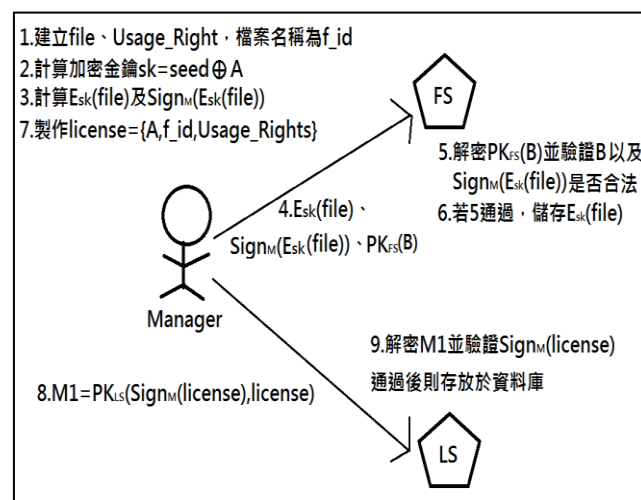 1.建立file、Usage_Right，檔案名稱為f_id
2.計算加密金鑰sk=seed⊕A
3.計算Esk(file)及SignM(Esk(file))
7.製作license={A,f_id,Usage_Rights}
FS
5.解密PKFS(B)並驗證B以及
SignM(Esk(file))是否合法
6.若5通過，儲存Esk(file)
4.Esk(file)、
SignM(Esk(file))、PKFS(B)
Manager
9.解密M1並驗證SignM(license)
通過後則存放於資料庫
8.M1=PKLS(SignM(license),license)
LS